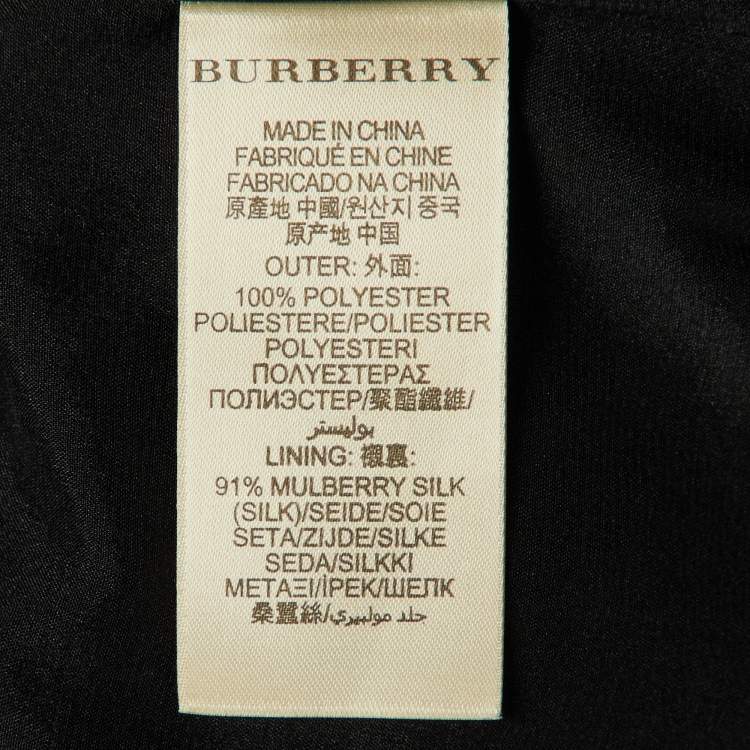 BURBERRY
MADE IN CHINA
FABRIQUÉ EN CHINE
FABRICADO NA CHINA
原產地 中國/원산지 중국
原产地 中国
OUTER: 外面:
100% POLYESTER
POLIESTERE/POLIESTER
POLYESTERI
ΠΟΛΥΕΣΤΕΡΑΣ
ПОЛИЭСТЕР/聚酯纖維/
بوليستر
LINING: 襯裏:
91% MULBERRY SILK
(SILK)/SEIDE/SOIE
SETA/ZIJDE/SILKE
SEDA/SILKKI
ΜΕΤΑΞΙ/İPEK/ШЕЛК
桑蠶絲/جلد مولبيري